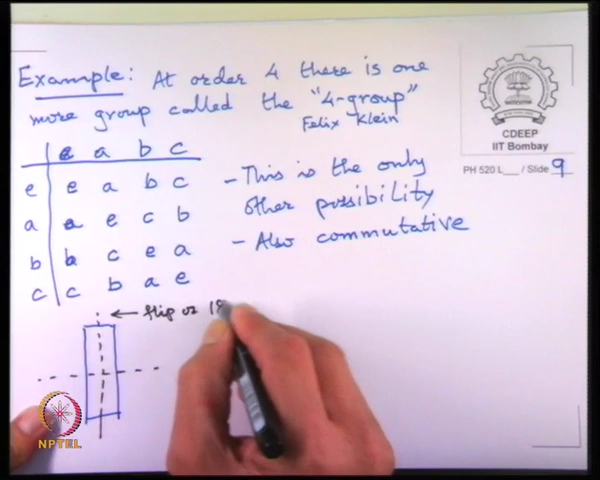 Example: At order 4 there is one
more group called the "4-group"
Felix Klein
e a b c
e e a b c
a a e c b
b b c e a
c c b a e
- This is the only
other possibility
- Also commutative
← flip or 18
CDEEP
IIT Bombay
PH 520 L___ / Slide 9
NPTEL